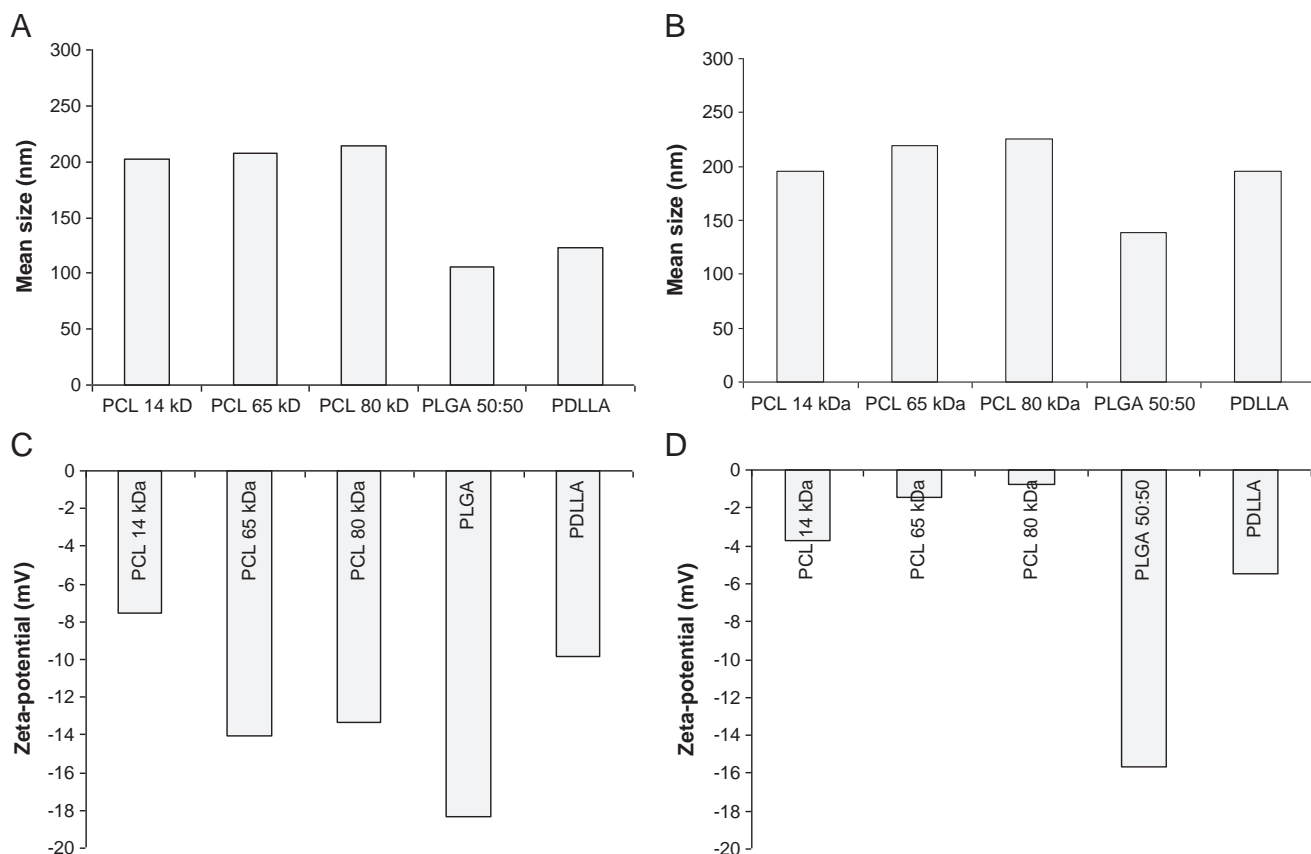 A
Mean size (nm)
300
250
200
150
100
50
0
PCL 14 kD PCL 65 kD PCL 80 kD PLGA 50:50 PDLLA
B
Mean size (nm)
300
250
200
150
100
50
0
PCL 14 kDa PCL 65 kDa PCL 80 kDa PLGA 50:50 PDLLA
C
Zeta-potential (mV)
0
-2
-4
-6
-8
-10
-12
-14
-16
-18
-20
PCL 14 kDa
PCL 65 kDa
PCL 80 kDa
PLGA
PDLLA
D
Zeta-potential (mV)
0
-2
-4
-6
-8
-10
-12
-14
-16
-18
-20
PCL 14 kDa
PCL 65 kDa
PCL 80 kDa
PLGA 50:50
PDLLA